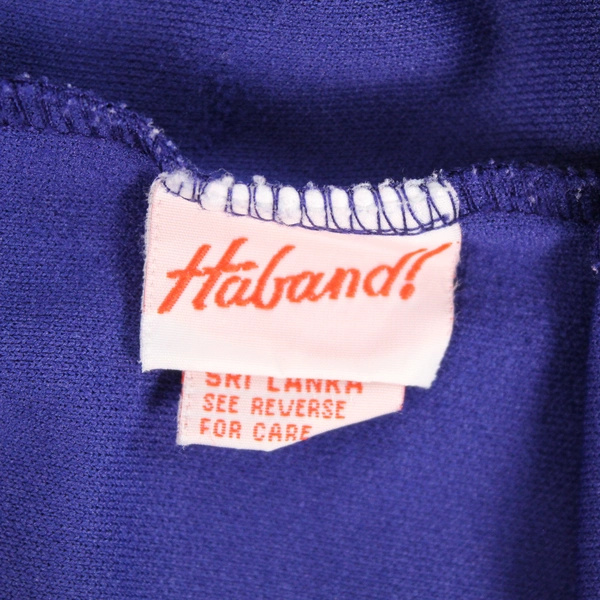 Haband!
SRI LANKA
SEE REVERSE
FOR CARE